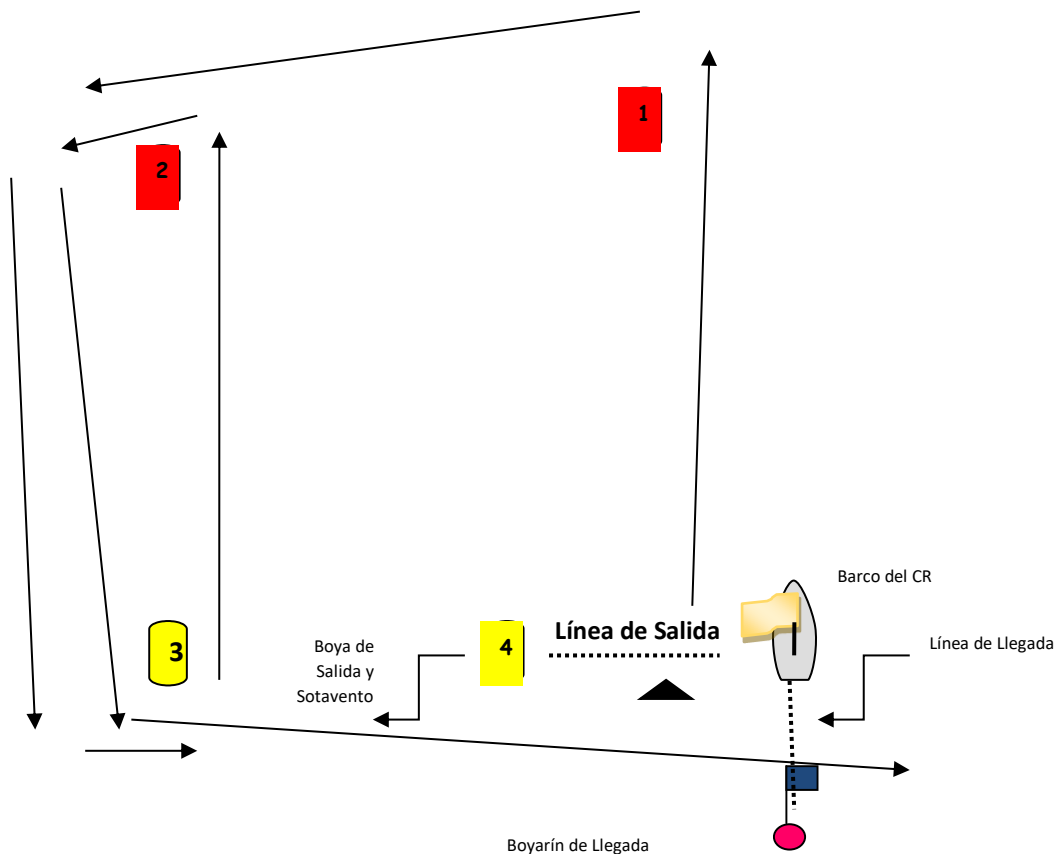 1
2
Barco del CR
Línea de Salida
Línea de Llegada
3
Boya de
Salida y
Sotavento
4
Boyarín de Llegada